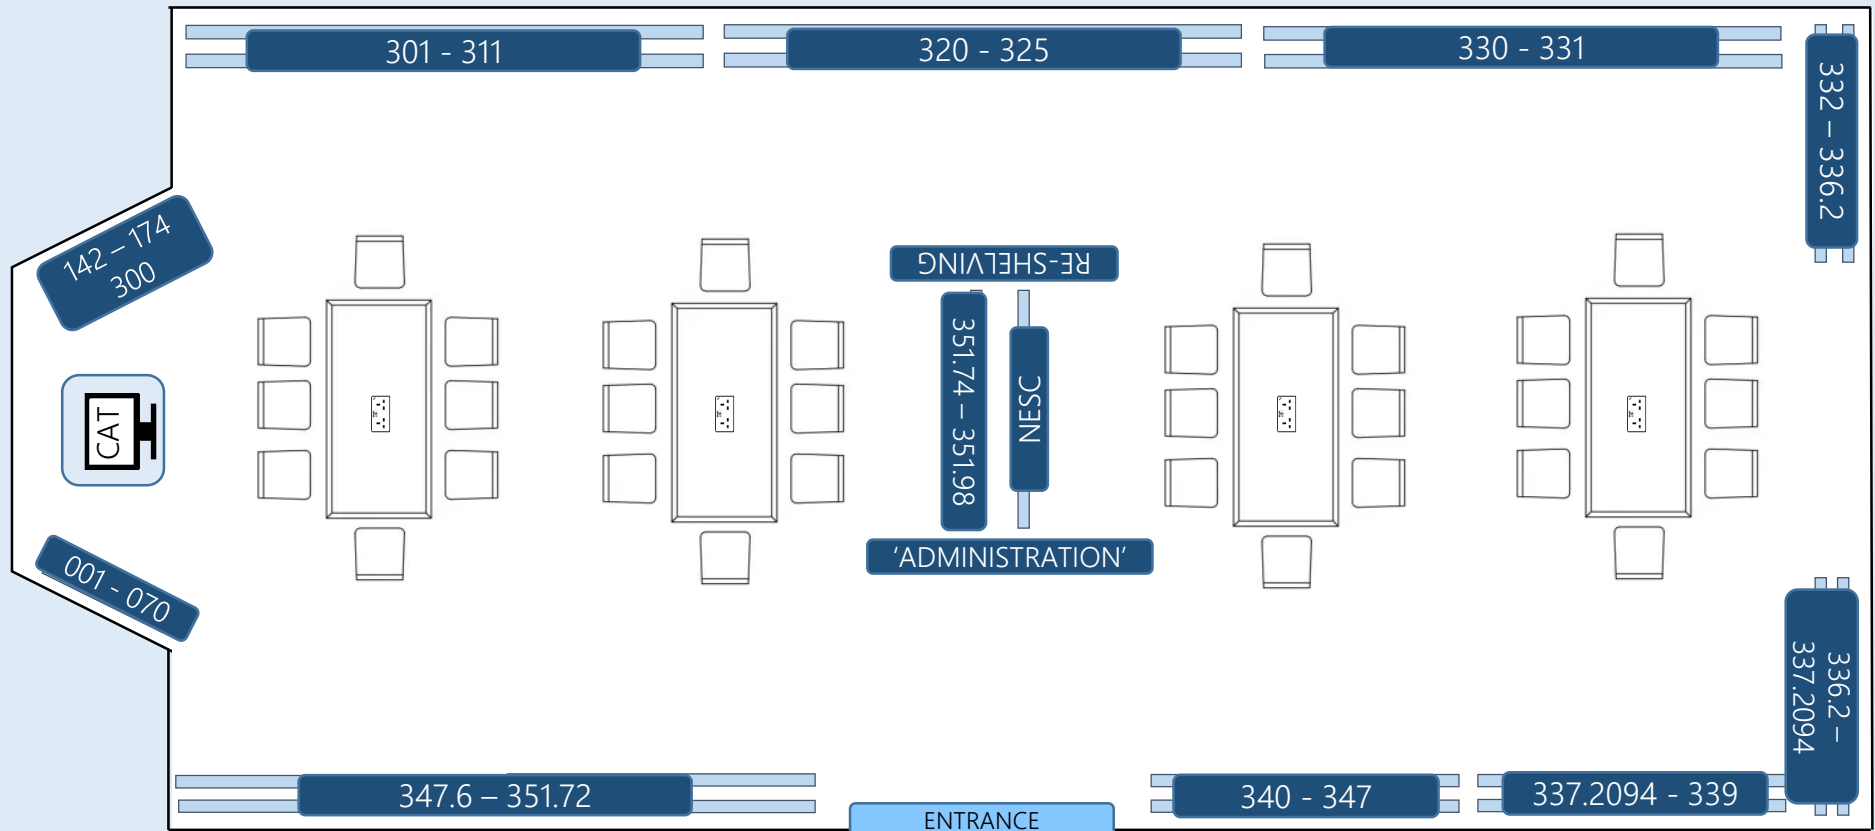 301 - 311
320 - 325
330 - 331
332 – 336.2
142 – 174
300
RE-SHELVING
351.74 – 351.98
NESC
CAT
'ADMINISTRATION'
001 - 070
336.2 –
337.2094
347.6 – 351.72
340 - 347
337.2094 - 339
ENTRANCE